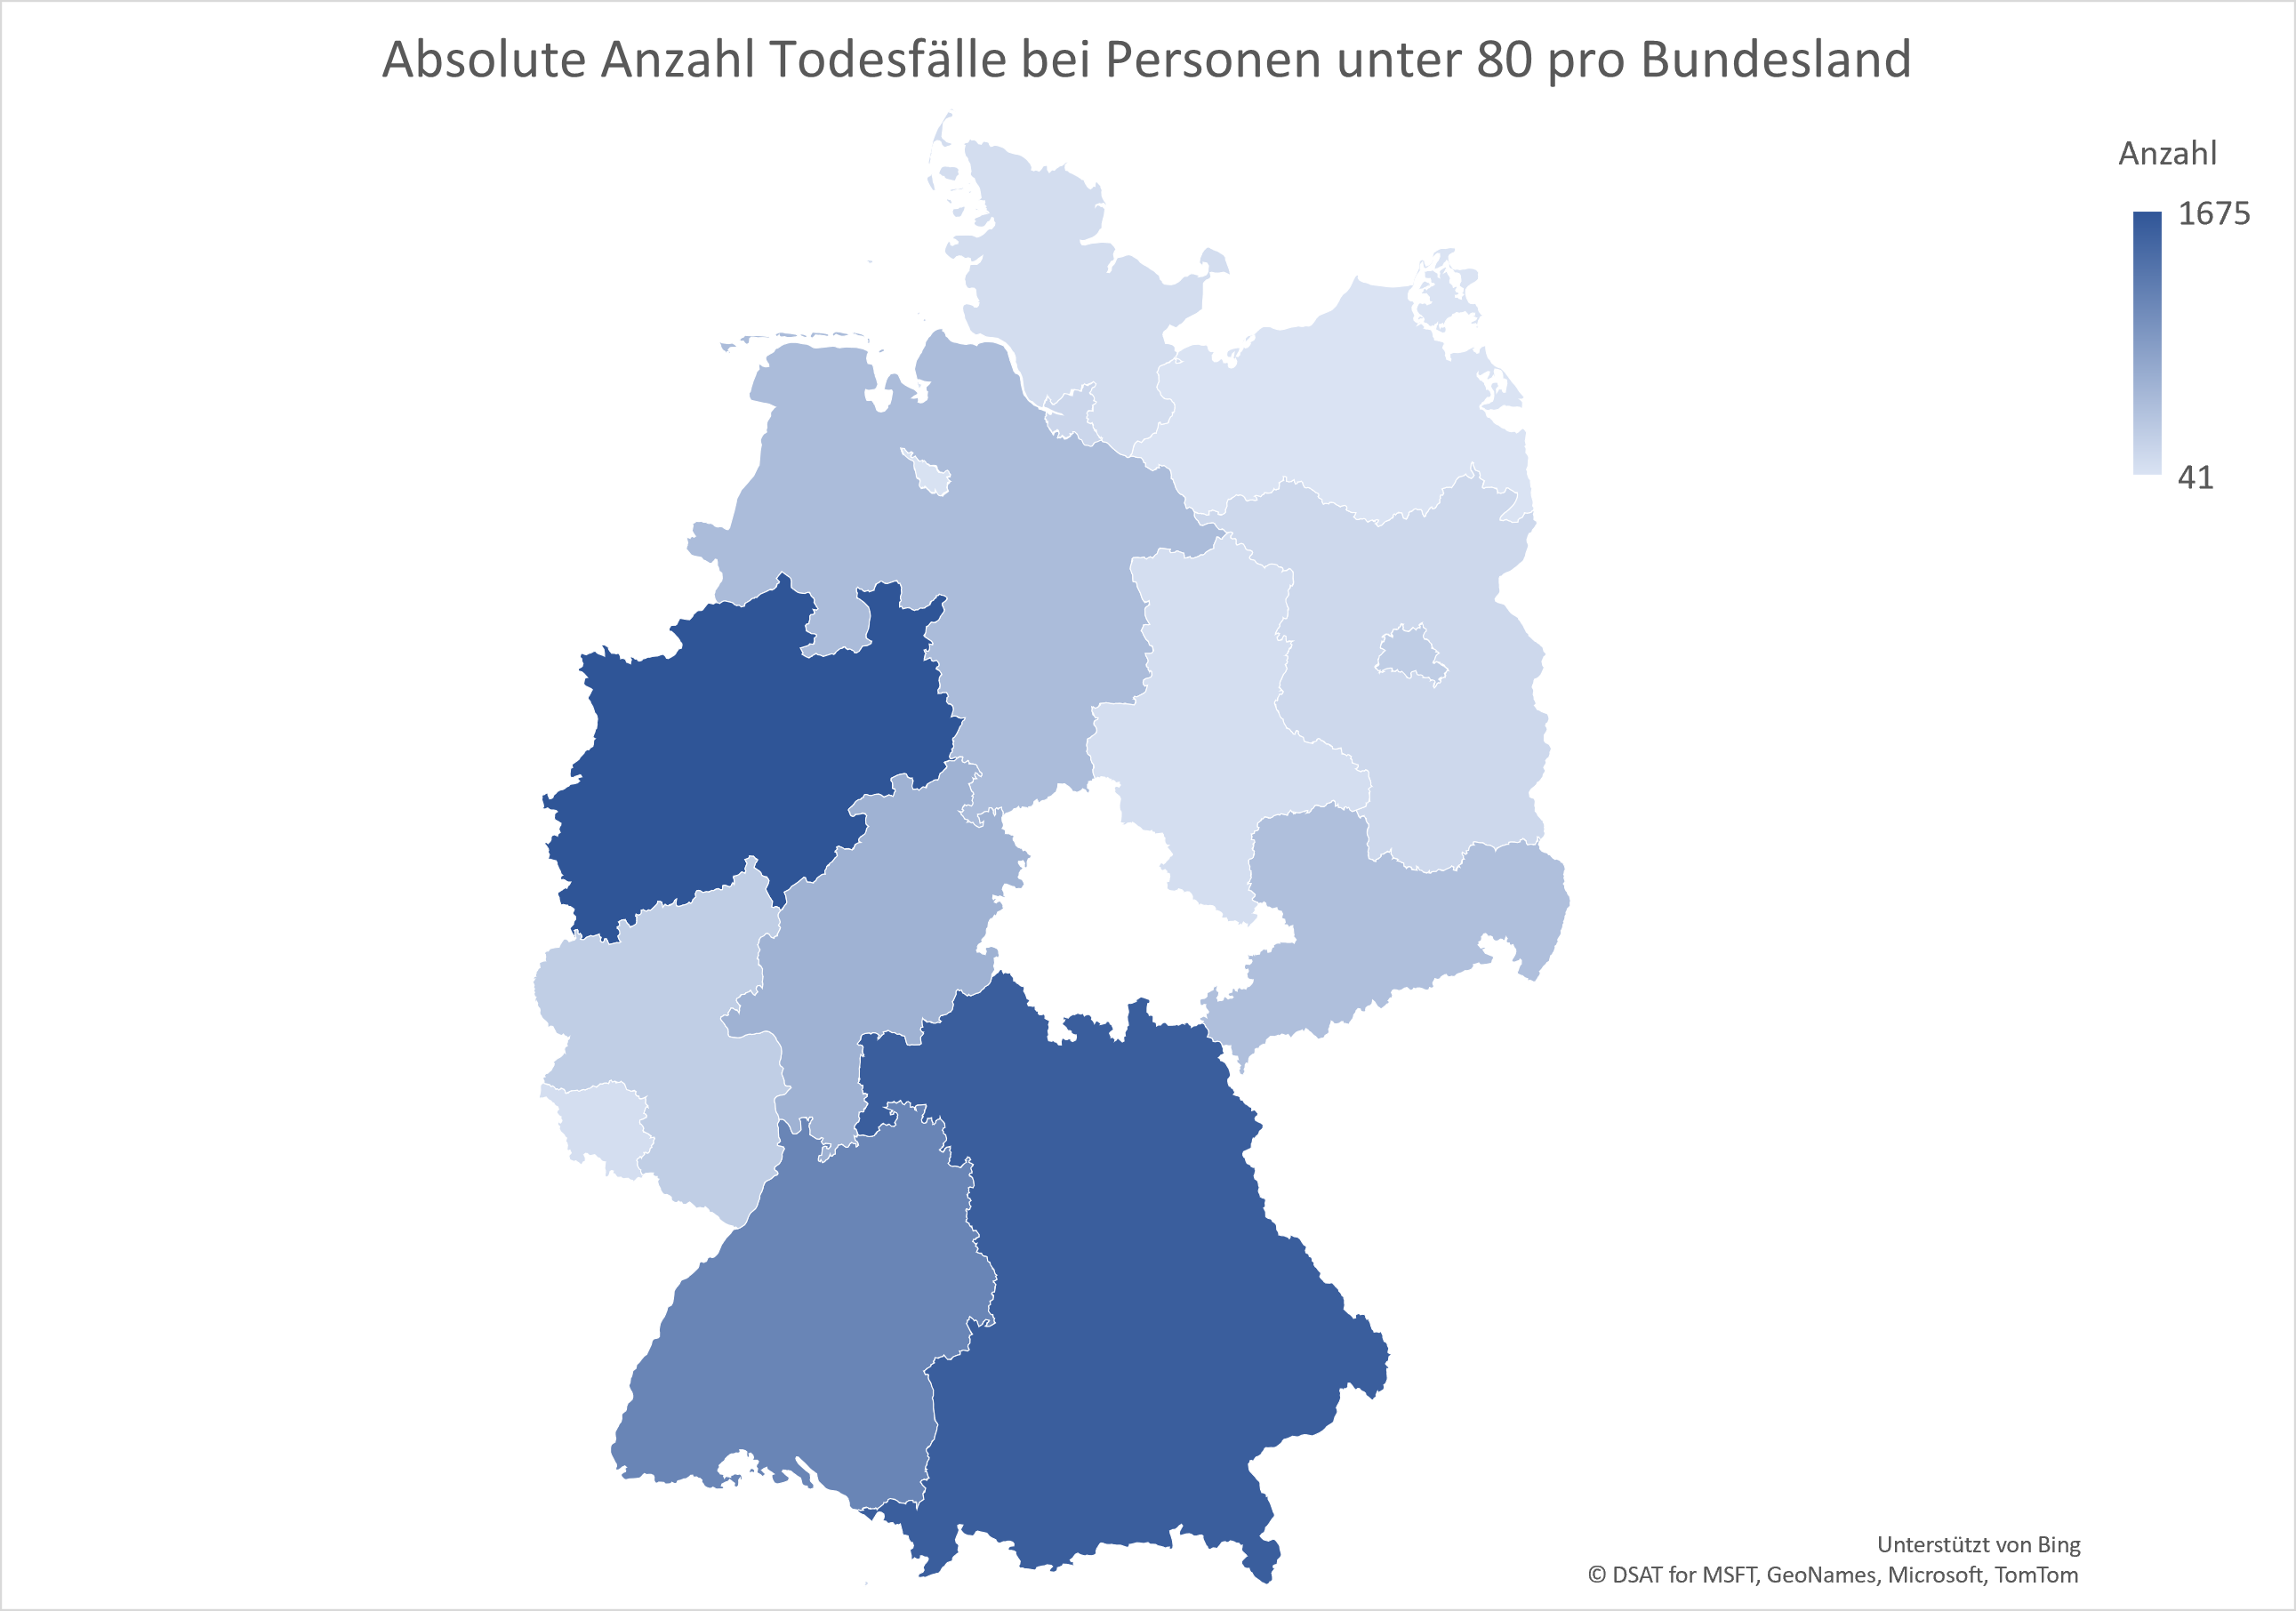 Absolute Anzahl Todesfälle bei Personen unter 80 pro Bundesland
Anzahl
1675
41
Unterstützt von Bing
© DSAT for MSFT, GeoNames, Microsoft, TomTom